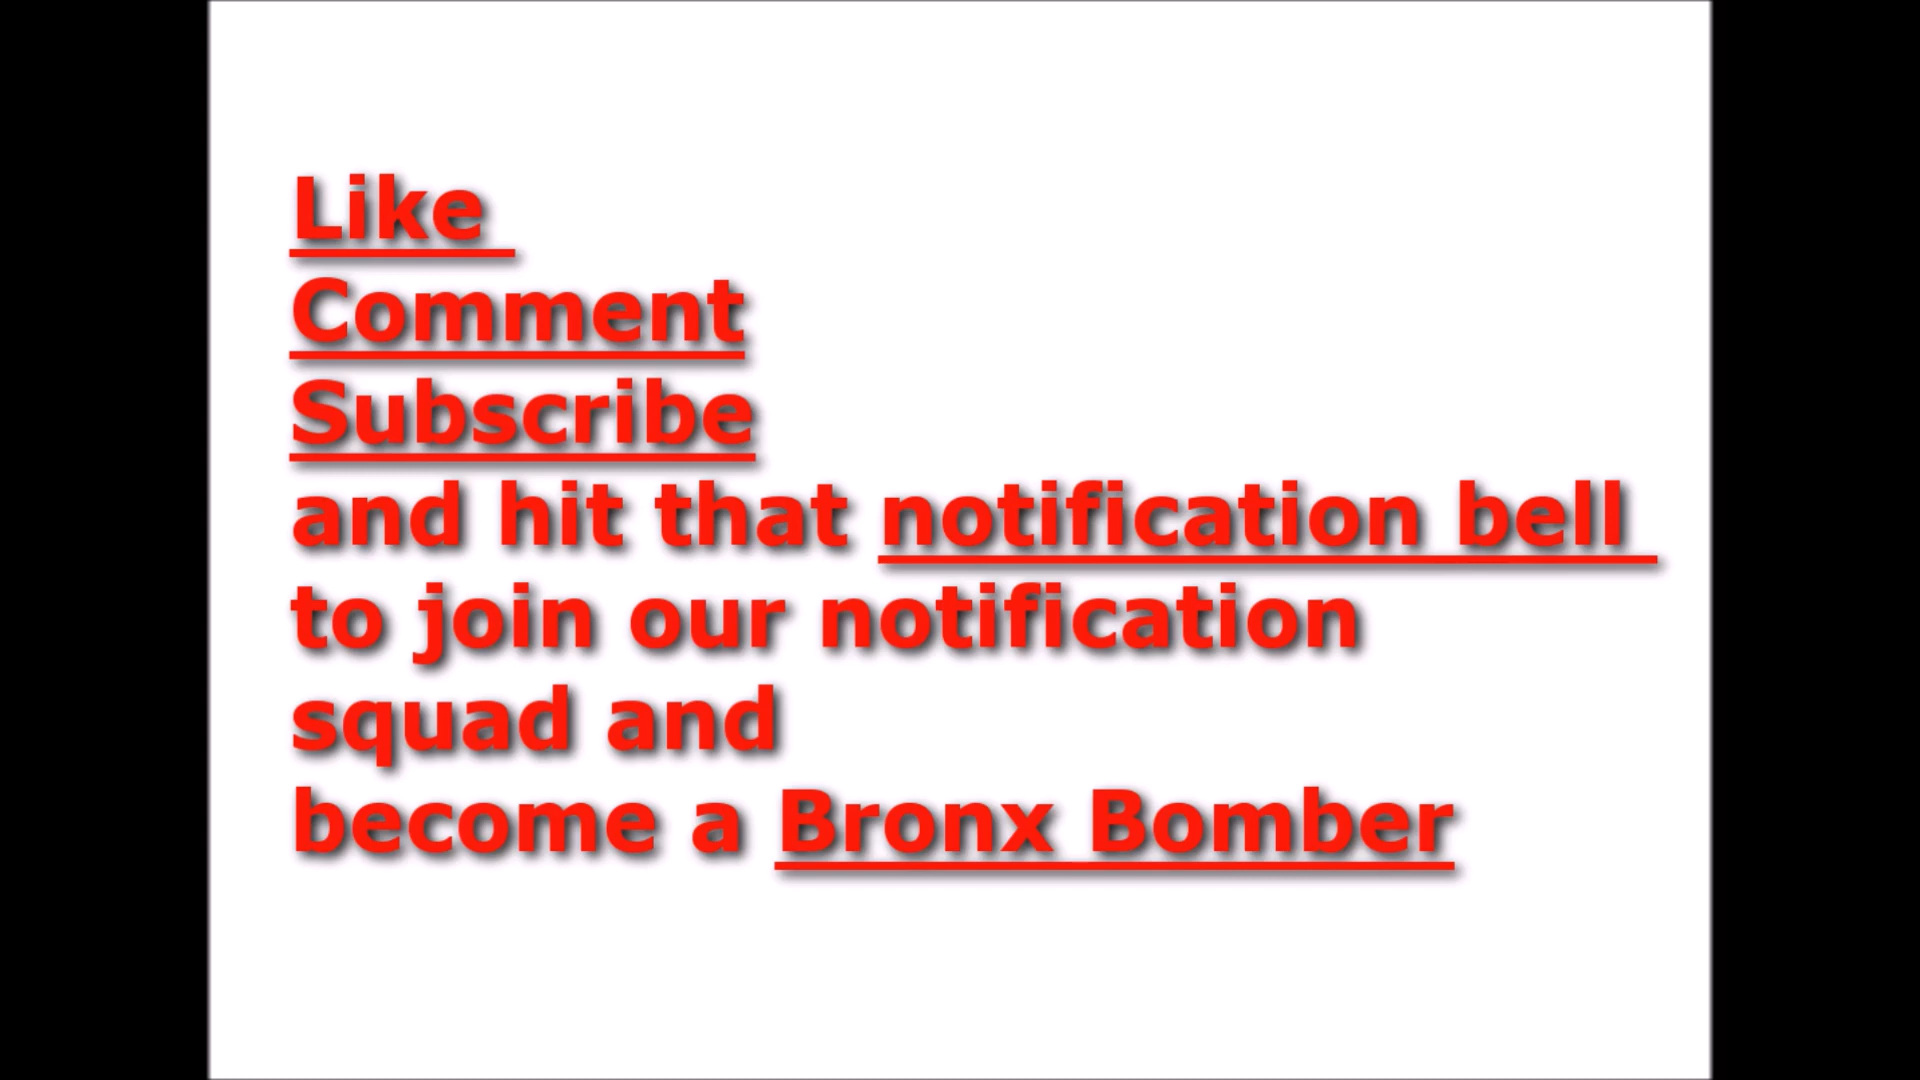 Like
Comment
Subscribe
and hit that notification bell
to join our notification
squad and
become a Bronx Bomber